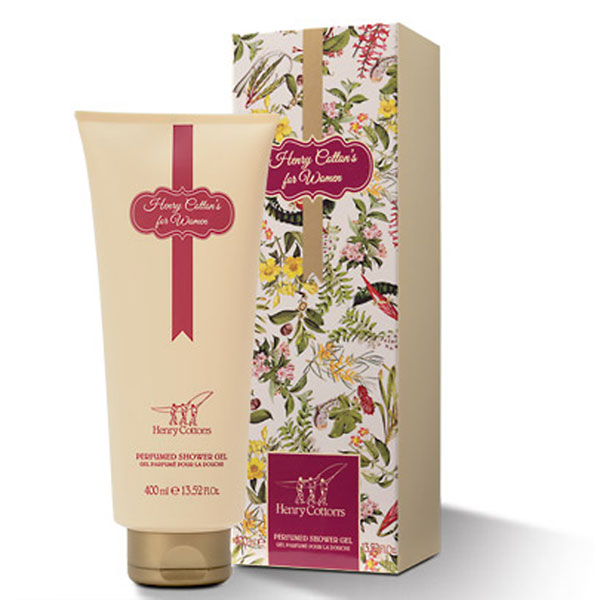 Henry Cotton's
for Women
Henry Cottons
PERFUMED SHOWER GEL
GEL PARFUMÉ POUR LA DOUCHE
400 ml e 13.52 fl.oz.
Henry Cotton's
for Women
Henry Cottons
PERFUMED SHOWER GEL
GEL PARFUMÉ POUR LA DOUCHE